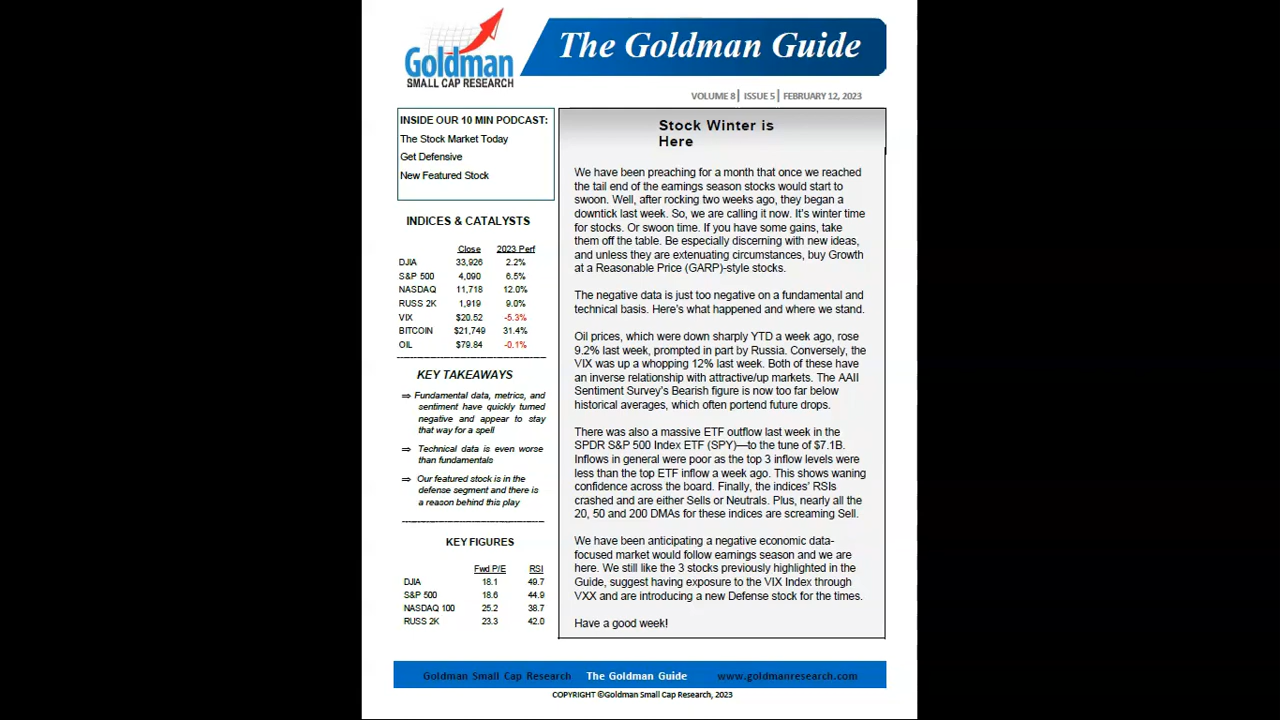 Goldman
SMALL CAP RESEARCH
The Goldman Guide
VOLUME 8| ISSUE 5| FEBRUARY 12, 2023
INSIDE OUR 10 MIN PODCAST:
The Stock Market Today
Get Defensive
New Featured Stock
INDICES & CATALYSTS
Close 2023 Perf
DJIA 33,926 2.2%
S&P 500 4,090 6.5%
NASDAQ 11,718 12.0%
RUSS 2K 1,919 9.0%
VIX $20.52 -5.3%
BITCOIN $21,749 31.4%
OIL $79.84 -0.1%
KEY TAKEAWAYS
⇒ Fundamental data, metrics, and
sentiment have quickly turned
negative and appear to stay
that way for a spell
⇒ Technical data is even worse
than fundamentals
⇒ Our featured stock is in the
defense segment and there is
a reason behind this play
KEY FIGURES
Fwd P/E RSI
DJIA 18.1 49.7
S&P 500 18.6 44.9
NASDAQ 100 25.2 38.7
RUSS 2K 23.3 42.0
Stock Winter is
Here
We have been preaching for a month that once we reached
the tail end of the earnings season stocks would start to
swoon. Well, after rocking two weeks ago, they began a
downtick last week. So, we are calling it now. It's winter time
for stocks. Or swoon time. If you have some gains, take
them off the table. Be especially discerning with new ideas,
and unless they are extenuating circumstances, buy Growth
at a Reasonable Price (GARP)-style stocks.
The negative data is just too negative on a fundamental and
technical basis. Here's what happened and where we stand.
Oil prices, which were down sharply YTD a week ago, rose
9.2% last week, prompted in part by Russia. Conversely, the
VIX was up a whopping 12% last week. Both of these have
an inverse relationship with attractive/up markets. The AAII
Sentiment Survey's Bearish figure is now too far below
historical averages, which often portend future drops.
There was also a massive ETF outflow last week in the
SPDR S&P 500 Index ETF (SPY)—to the tune of $7.1B.
Inflows in general were poor as the top 3 inflow levels were
less than the top ETF inflow a week ago. This shows waning
confidence across the board. Finally, the indices' RSIs
crashed and are either Sells or Neutrals. Plus, nearly all the
20, 50 and 200 DMAs for these indices are screaming Sell.
We have been anticipating a negative economic data-
focused market would follow earnings season and we are
here. We still like the 3 stocks previously highlighted in the
Guide, suggest having exposure to the VIX Index through
VXX and are introducing a new Defense stock for the times.
Have a good week!
Goldman Small Cap Research The Goldman Guide www.goldmanresearch.com
COPYRIGHT ©Goldman Small Cap Research, 2023